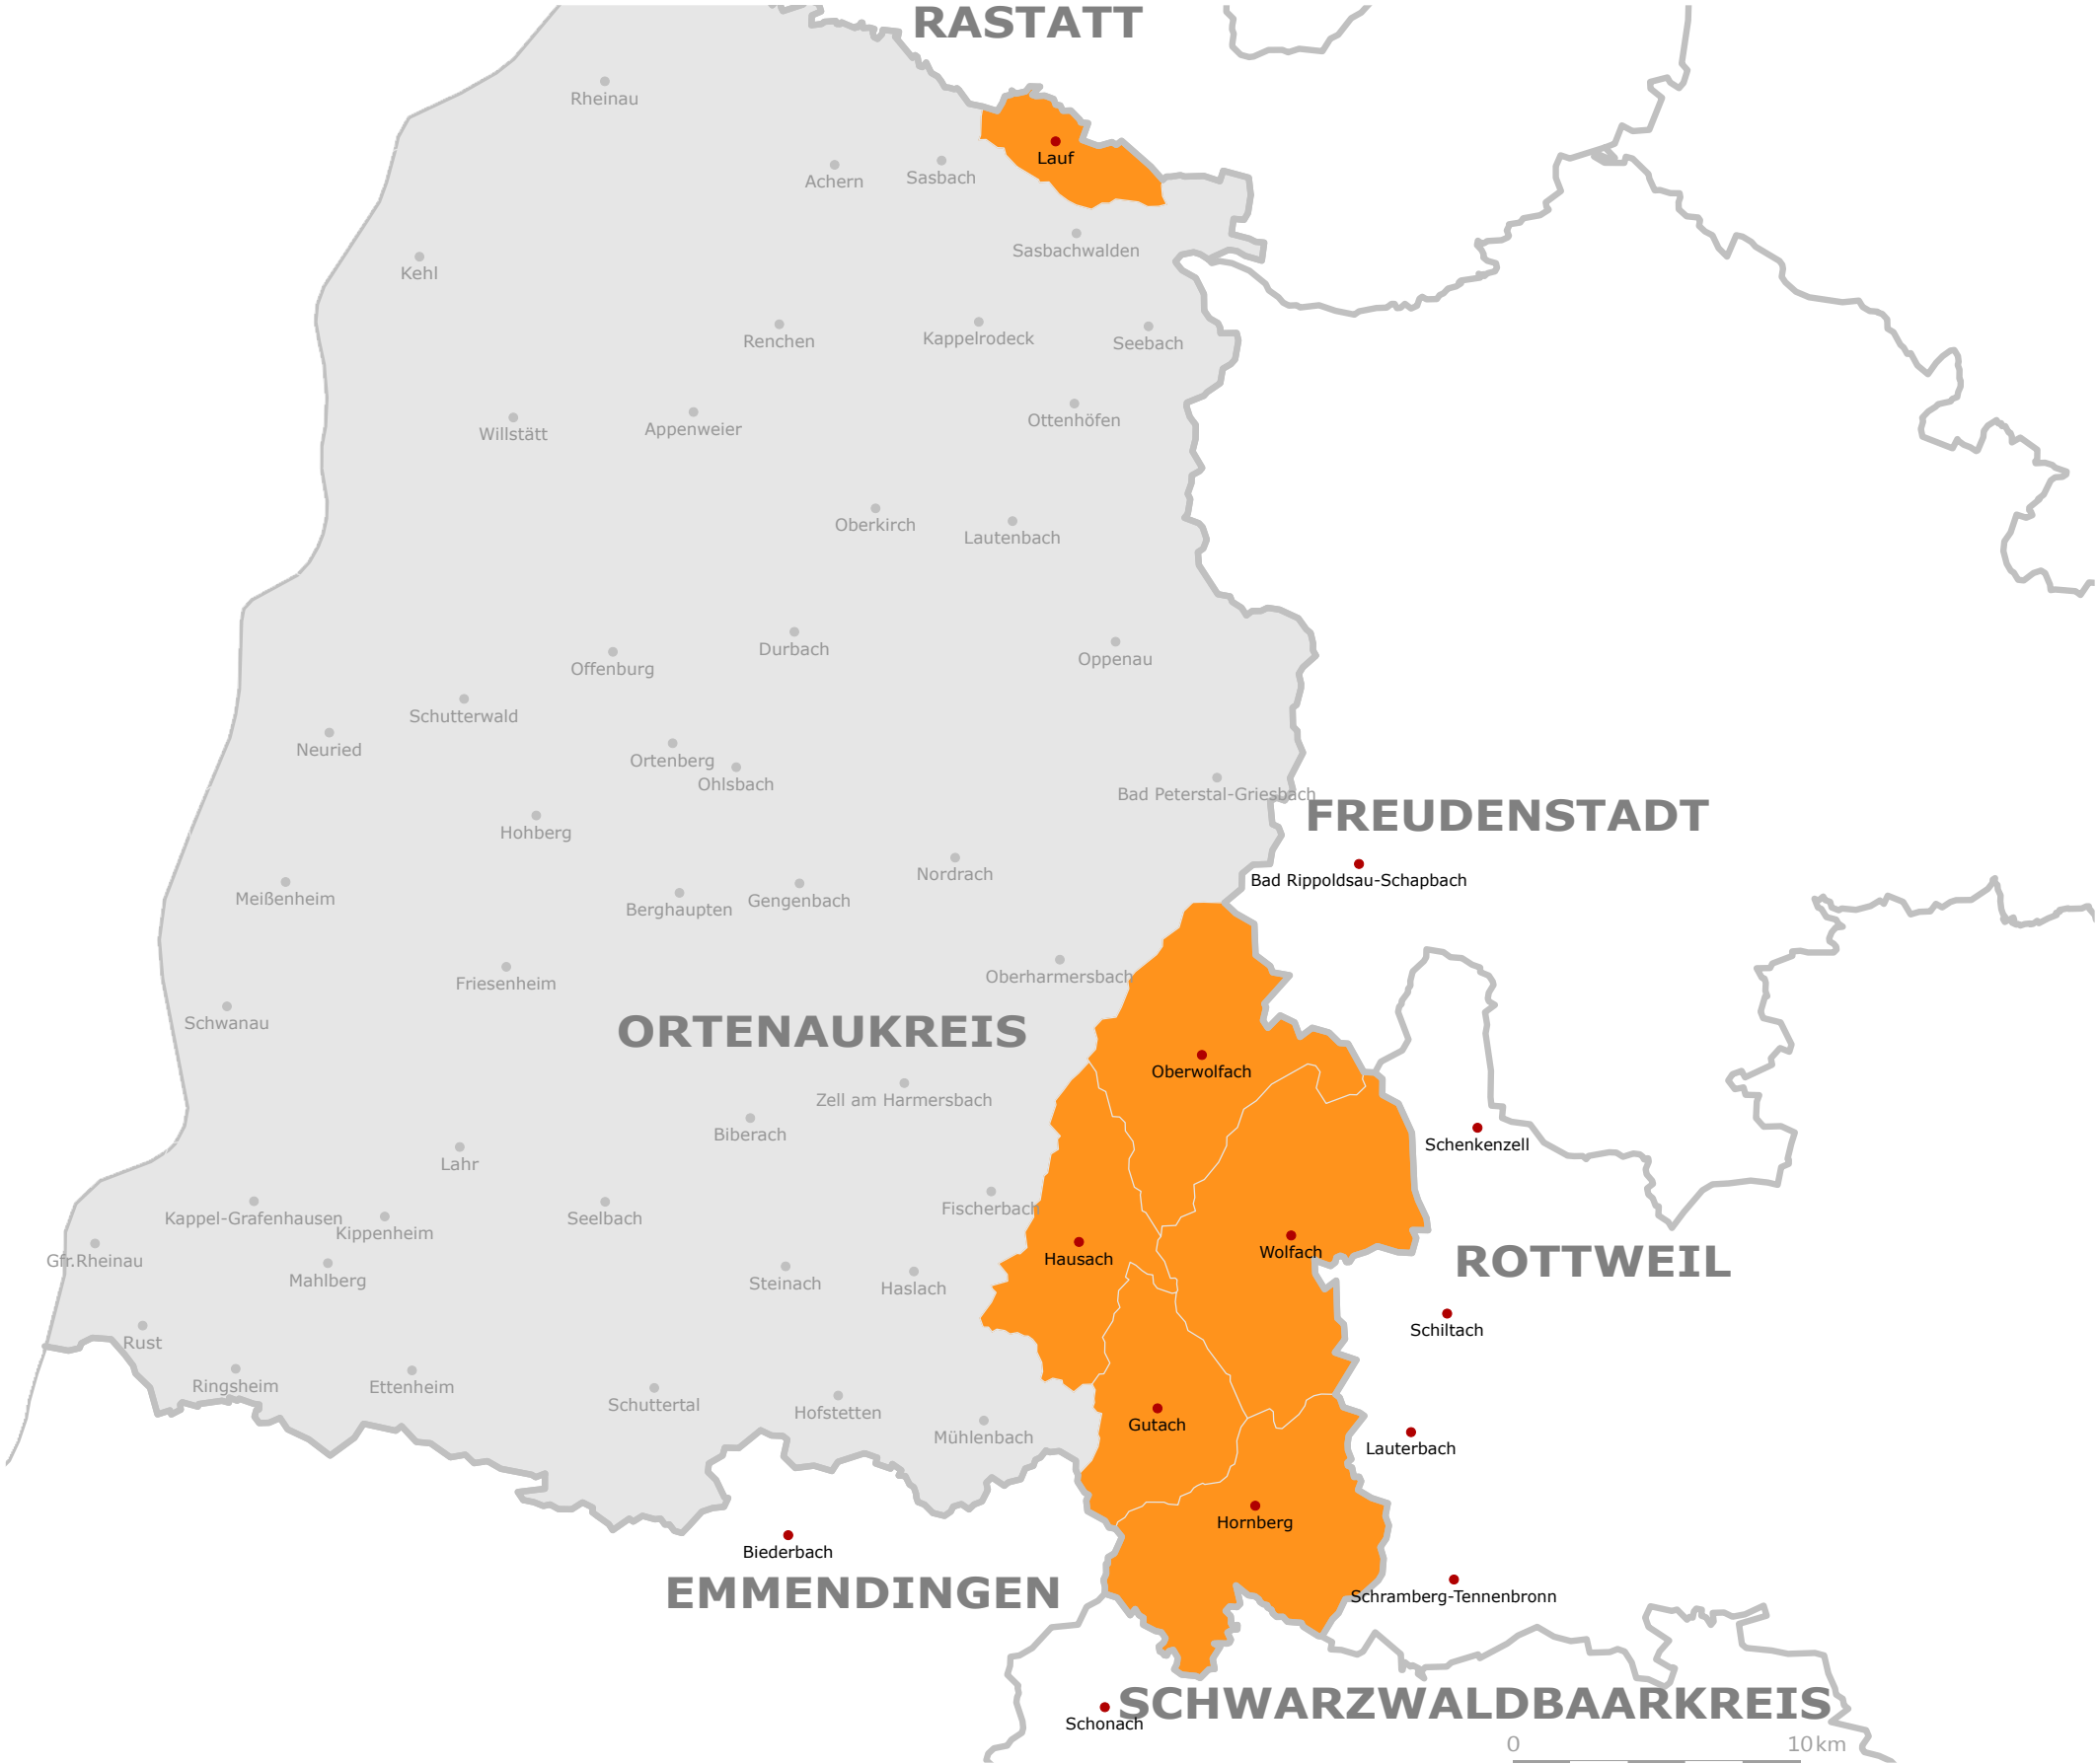 RASTATT
Rheinau
Lauf
Achern
Sasbach
Sasbachwalden
Kehl
Renchen
Kappelrodeck
Seebach
Willstätt
Appenweier
Ottenhöfen
Oberkirch
Lautenbach
Offenburg
Durbach
Oppenau
Schutterwald
Neuried
Ortenberg
Ohlsbach
Bad Peterstal-Griesbach
FREUDENSTADT
Hohberg
Meißenheim
Berghaupten
Gengenbach
Nordrach
Bad Rippoldsau-Schapbach
Friesenheim
Oberharmersbach
Schwanau
ORTENAUKREIS
Oberwolfach
Zell am Harmersbach
Biberach
Schenkenzell
Lahr
Kappel-Grafenhausen
Kippenheim
Seelbach
Fischerbach
Gfr.Rheinau
Mahlberg
Steinach
Haslach
Hausach
Wolfach
ROTTWEIL
Schiltach
Rust
Ringsheim
Ettenheim
Schuttertal
Hofstetten
Mühlenbach
Gutach
Lauterbach
Hornberg
Biederbach
EMMENDINGEN
Schramberg-Tennenbronn
SCHWARZWALDBAARKREIS
Schonach
0 10 km